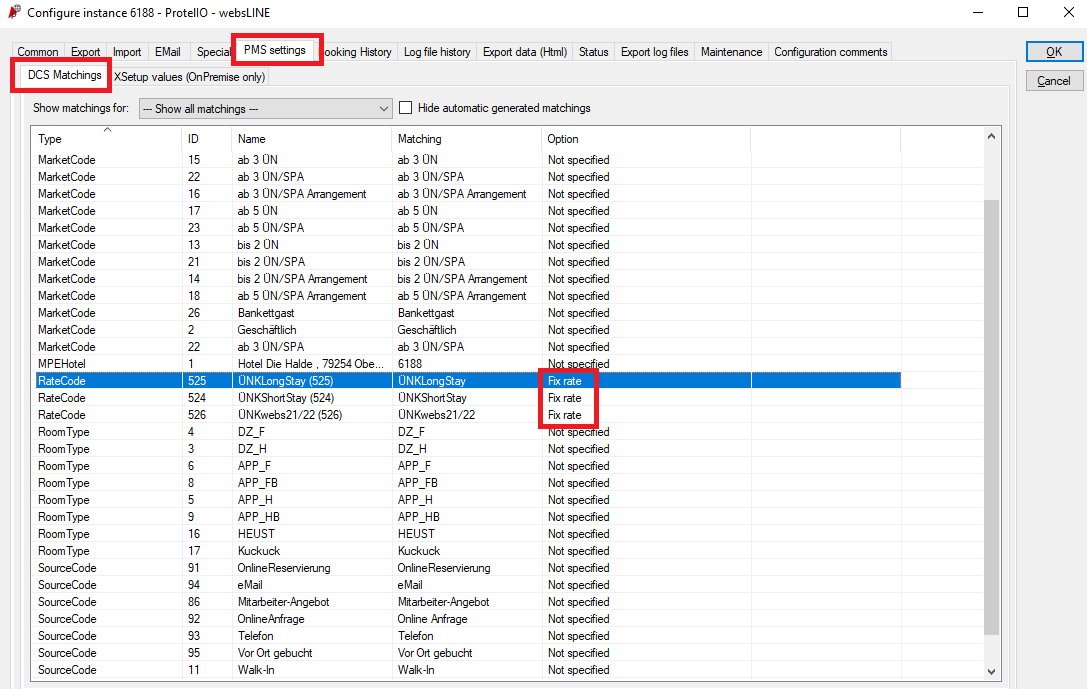 Configure instance 6188 - ProtelIO - websLINE
Common Export Import EMail Special PMS settings ooking History Log file history Export data (Html) Status Export log files Maintenance Configuration comments
OK
DCS Matchings XSetup values (OnPremise only)
Cancel
Show matchings for: --- Show all matchings --- Hide automatic generated matchings
Type ID Name Matching Option
MarketCode 15 ab 3 ÜN ab 3 ÜN Not specified
MarketCode 22 ab 3 ÜN/SPA ab 3 ÜN/SPA Not specified
MarketCode 16 ab 3 ÜN/SPA Arrangement ab 3 ÜN/SPA Arrangement Not specified
MarketCode 17 ab 5 ÜN ab 5 ÜN Not specified
MarketCode 23 ab 5 ÜN/SPA ab 5 ÜN/SPA Not specified
MarketCode 13 bis 2 ÜN bis 2 ÜN Not specified
MarketCode 21 bis 2 ÜN/SPA bis 2 ÜN/SPA Not specified
MarketCode 14 bis 2 ÜN/SPA Arrangement bis 2 ÜN/SPA Arrangement Not specified
MarketCode 18 ab 5 ÜN/SPA Arrangement ab 5 ÜN/SPA Arrangement Not specified
MarketCode 26 Bankettgast Bankettgast Not specified
MarketCode 2 Geschäftlich Geschäftlich Not specified
MarketCode 22 ab 3 ÜN/SPA ab 3 ÜN/SPA Not specified
MPEHotel 1 Hotel Die Halde , 79254 Obe... 6188 Not specified
RateCode 525 ÜNKLongStay (525) ÜNKLongStay Fix rate
RateCode 524 ÜNKShortStay (524) ÜNKShortStay Fix rate
RateCode 526 ÜNKwebs21/22 (526) ÜNKwebs21/22 Fix rate
RoomType 4 DZ_F DZ_F Not specified
RoomType 3 DZ_H DZ_H Not specified
RoomType 6 APP_F APP_F Not specified
RoomType 8 APP_FB APP_FB Not specified
RoomType 5 APP_H APP_H Not specified
RoomType 9 APP_HB APP_HB Not specified
RoomType 16 HEUST HEUST Not specified
RoomType 17 Kuckuck Kuckuck Not specified
SourceCode 91 OnlineReservierung OnlineReservierung Not specified
SourceCode 94 eMail eMail Not specified
SourceCode 86 Mitarbeiter-Angebot Mitarbeiter-Angebot Not specified
SourceCode 92 OnlineAnfrage Online Anfrage Not specified
SourceCode 93 Telefon Telefon Not specified
SourceCode 95 Vor Ort gebucht Vor Ort gebucht Not specified
SourceCode 11 Walk-In Walk-In Not specified